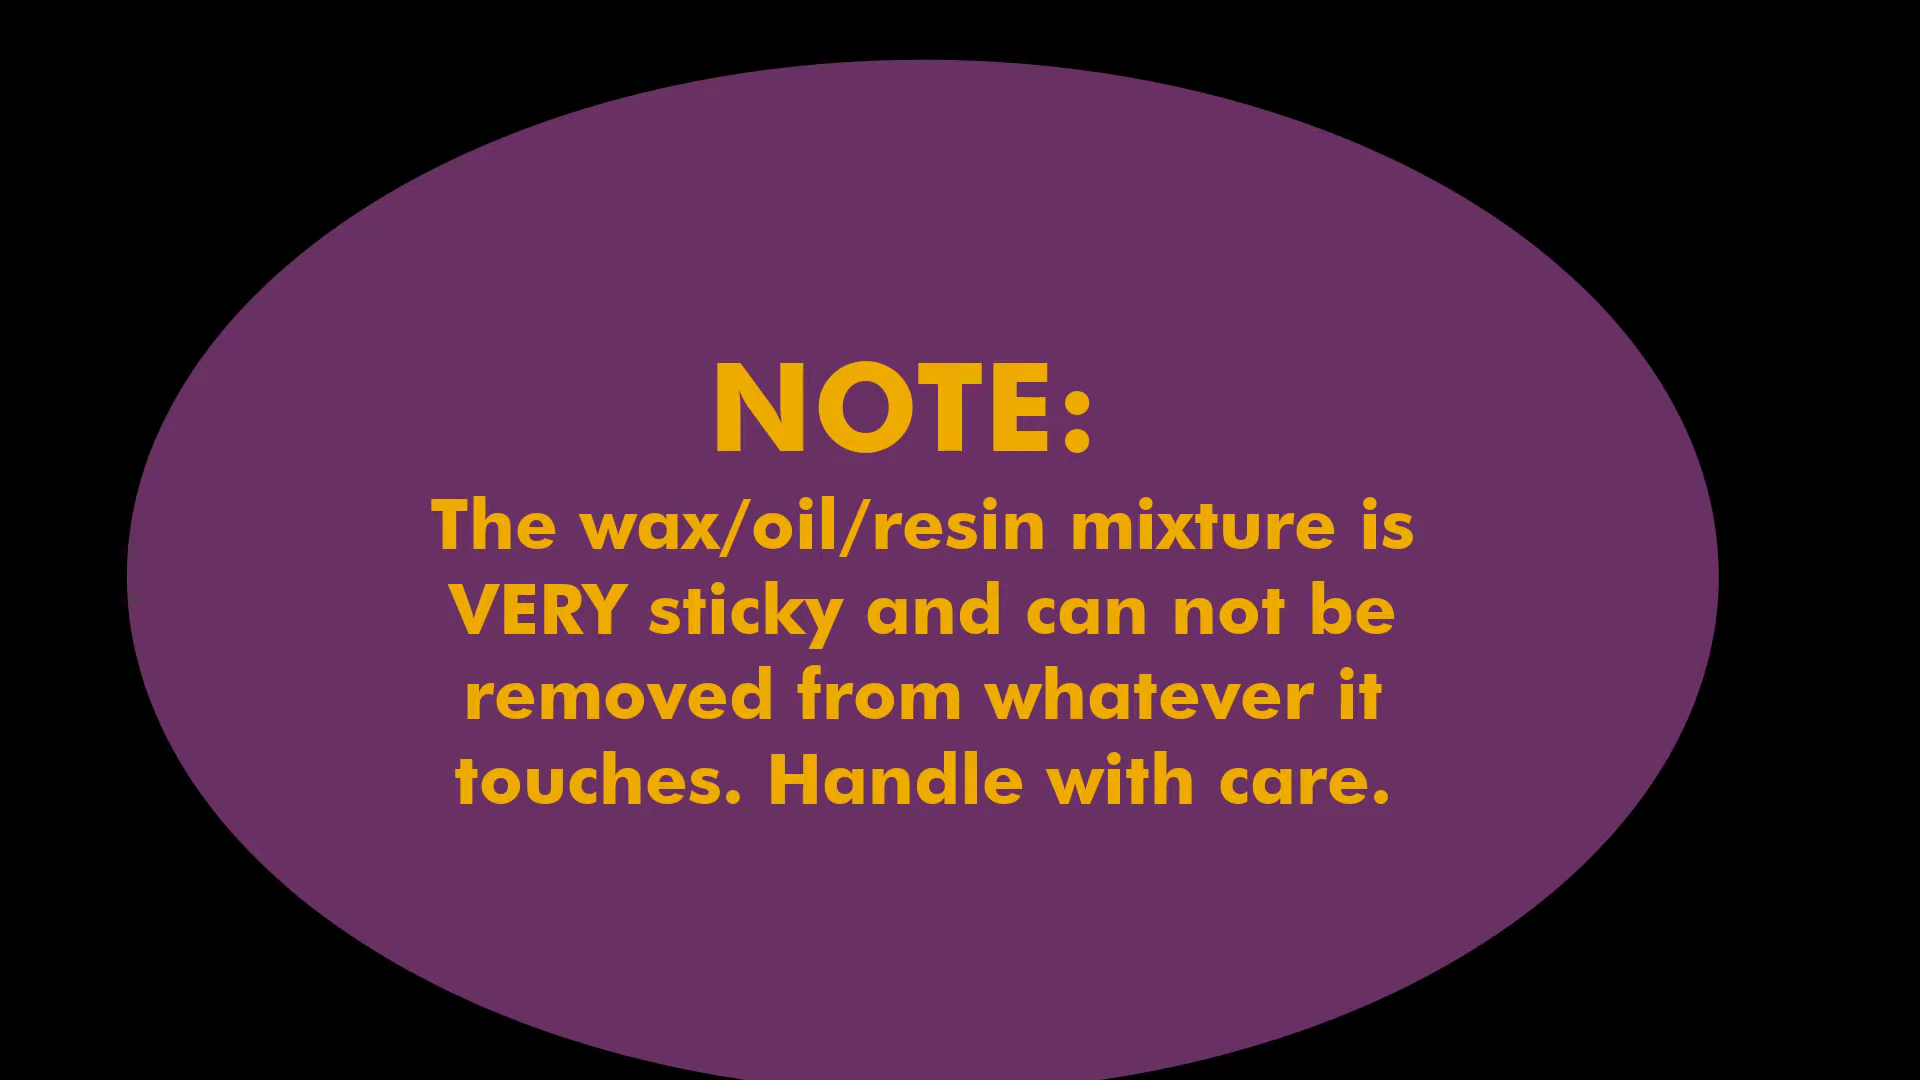 NOTE:
The wax/oil/resin mixture is
VERY sticky and can not be
removed from whatever it
touches. Handle with care.